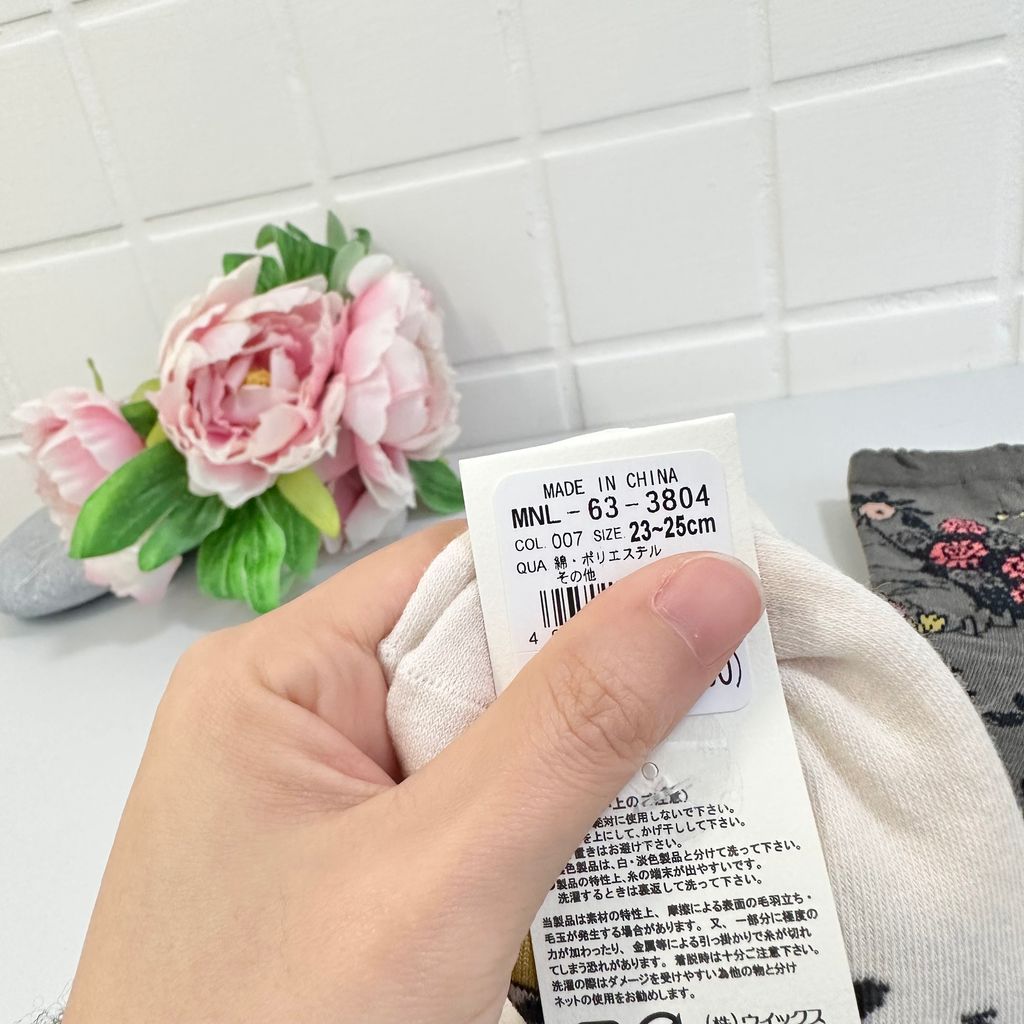 MADE IN CHINA
MNL-63-3804
COL. 007 SIZE. 23~25cm
QUA 綿・ポリエステル
その他
4
0)
上のご注意)
絶対に使用しないで下さい。
を上にして、かげ干しして下さい。
置きはお避け下さい。
色製品は、白・淡色製品と分けて洗って下さい。
製品の特性上、糸の端末が出やすいです。
洗濯するときは裏返して洗って下さい。
当製品は素材の特性上、摩擦による表面の毛羽立ち・
毛玉が発生する場合があります。又、一部分に極度の
力が加わったり、金属等による引っ掛かりで糸が切れ
てしまう恐れがあります。着脱時は十分ご注意下さい。
洗濯の際はダメージを受けやすい為他の物と分け
ネットの使用をお勧めします。
(株)ウイックス